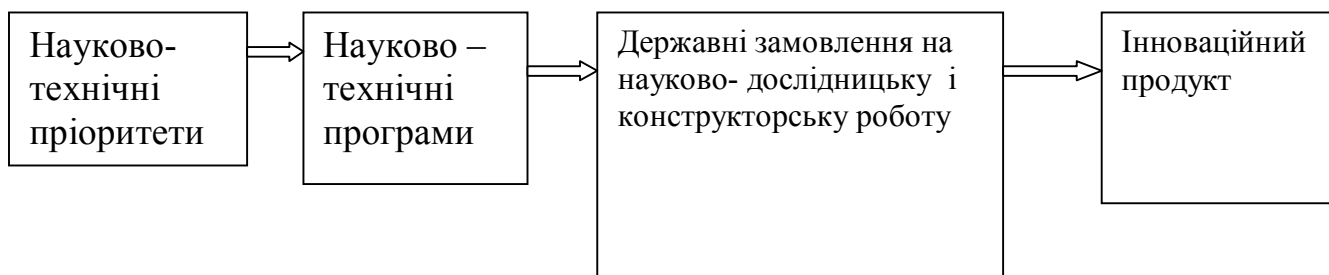 Науково-
технічні
пріоритети
Науково –
технічні
програми
Державні замовлення на
науково- дослідницьку і
конструкторську роботу
Інноваційний
продукт